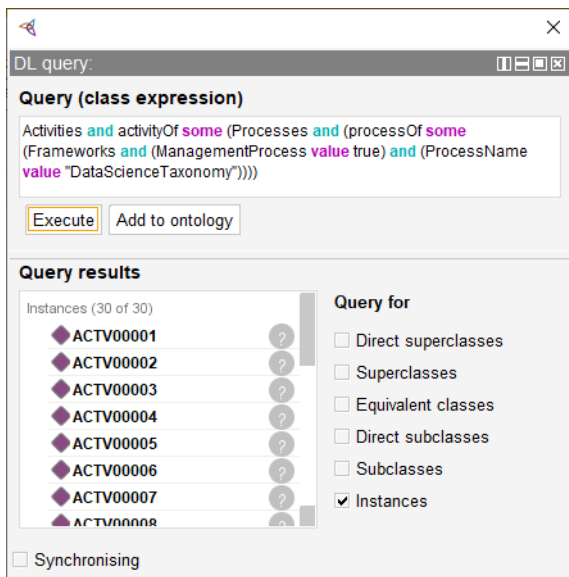 DL query:
Query (class expression)
Activities and activityOf some (Processes and (processOf some
(Frameworks and (ManagementProcess value true) and (ProcessName
value "DataScienceTaxonomy"))))
Execute Add to ontology
Query results
Instances (30 of 30)
ACTV00001 ?
ACTV00002 ?
ACTV00003 ?
ACTV00004 ?
ACTV00005 ?
ACTV00006 ?
ACTV00007 ?
ACTV00008
Query for
Direct superclasses
Superclasses
Equivalent classes
Direct subclasses
Subclasses
Instances
Synchronising